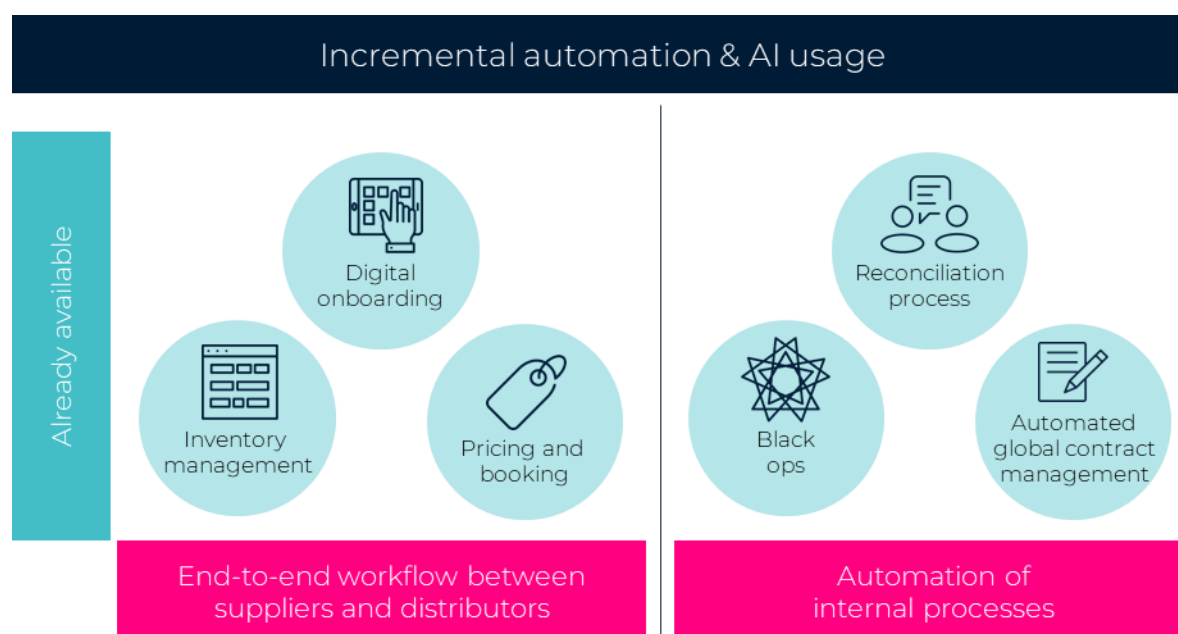 Incremental automation & AI usage
Already available
Digital
onboarding
Inventory
management
Pricing and
booking
End-to-end workflow between
suppliers and distributors
Reconciliation
process
Black
ops
Automated
global contract
management
Automation of
internal processes